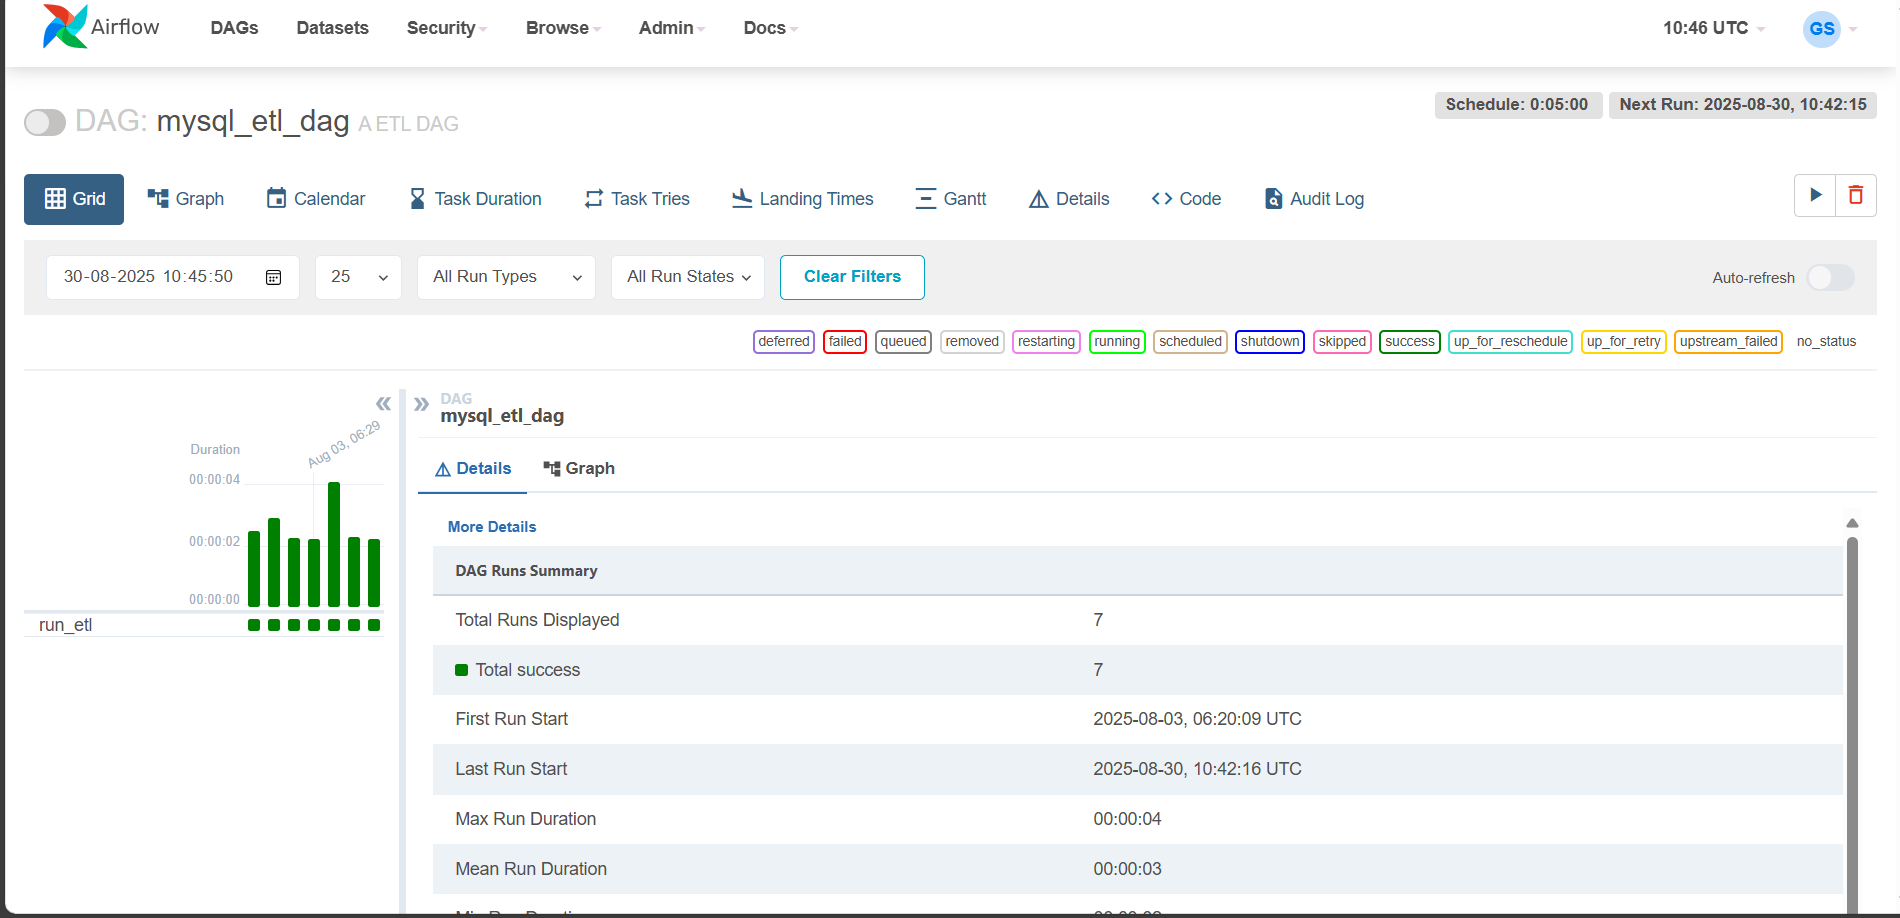 Airflow DAGs Datasets Security Browse Admin Docs 10:46 UTC GS
Schedule: 0:05:00 Next Run: 2025-08-30, 10:42:15
DAG: mysql_etl_dag A ETL DAG
Grid Graph Calendar Task Duration Task Tries Landing Times Gantt Details Code Audit Log
30-08-2025 10:45:50 25 All Run Types All Run States Clear Filters Auto-refresh
deferred failed queued removed restarting running scheduled shutdown skipped success up_for_reschedule up_for_retry upstream_failed no_status
DAG
mysql_etl_dag
Aug 03, 06:29
Duration
00:00:04
00:00:02
00:00:00
run_etl
Details Graph
More Details
DAG Runs Summary
Total Runs Displayed 7
Total success 7
First Run Start 2025-08-03, 06:20:09 UTC
Last Run Start 2025-08-30, 10:42:16 UTC
Max Run Duration 00:00:04
Mean Run Duration 00:00:03